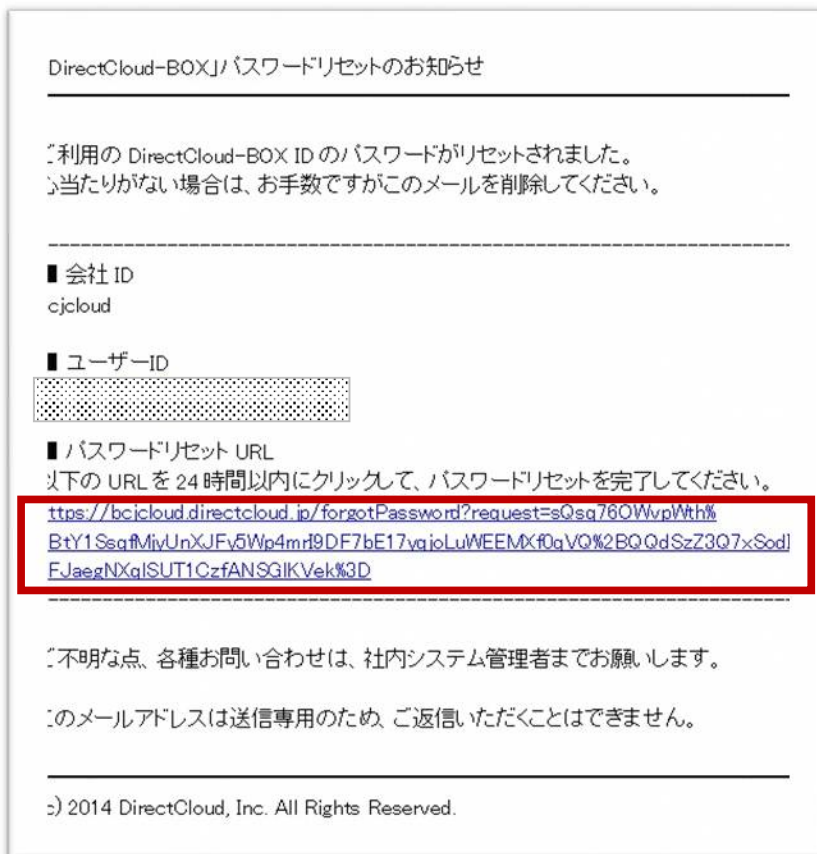 DirectCloud-BOX」パスワードリセットのお知らせ
ご利用の DirectCloud-BOX ID のパスワードがリセットされました。
心当たりがない場合は、お手数ですがこのメールを削除してください。
■ 会社 ID
cjcloud
■ ユーザーID
■ パスワードリセット URL
以下の URL を 24 時間以内にクリックして、パスワードリセットを完了してください。
ttps://bcjcloud.directcloud.jp/forgotPassword?request=sQsq76OWvpWth%
BtY1SsqfMjyUnXJFy5Wp4mrI9DF7bE17yqjoLuWEEMXf0gVQ%2BQQdSzZ3Q7xSodl
FJaegNXqISUT1CzfANSGIKVek%3D
ご不明な点、各種お問い合わせは、社内システム管理者までお願いします。
このメールアドレスは送信専用のため、ご返信いただくことはできません。
c) 2014 DirectCloud, Inc. All Rights Reserved.